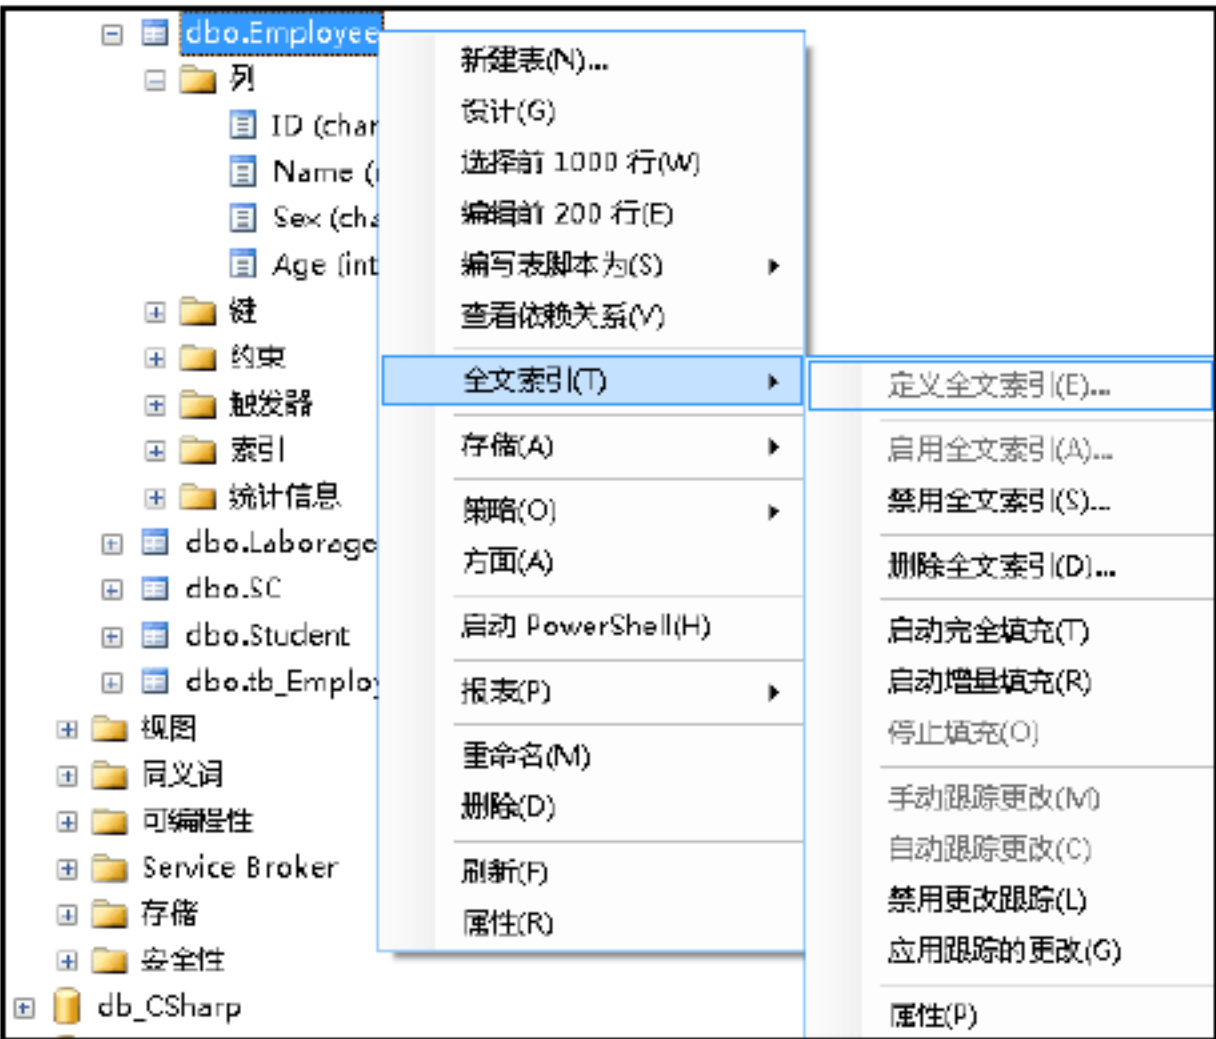 dbo.Employee
列
ID (char
Name (
Sex (cha
Age (int
键
约束
触发器
索引
统计信息
dbo.Laborage
dbo.SC
dbo.Student
dbo.tb_Employ
视图
同义词
可编程性
Service Broker
存储
安全性
db_CSharp
新建表(N)...
设计(G)
选择前 1000 行(W)
编辑前 200 行(E)
编写表脚本为(S)
查看依赖关系(V)
全文索引(T)
存储(A)
策略(O)
方面(A)
启动 PowerShell(H)
报表(P)
重命名(M)
删除(D)
刷新(F)
属性(R)
定义全文索引(E)...
启用全文索引(A)...
禁用全文索引(S)...
删除全文索引(D)...
启动完全填充(T)
启动增量填充(R)
停止填充(O)
手动跟踪更改(M)
自动跟踪更改(C)
禁用更改跟踪(L)
应用跟踪的更改(G)
属性(P)